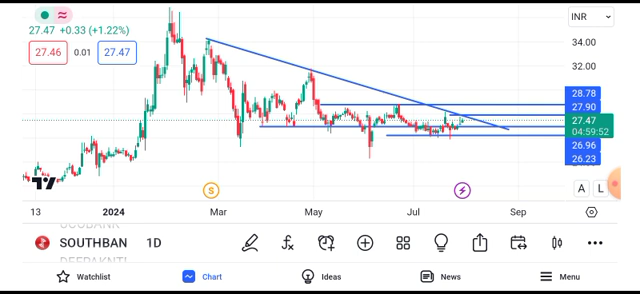 27.47 +0.33 (+1.22%)
27.46 0.01 27.47
INR
34.00
32.00
28.78
27.90
27.47
04:59:52
26.96
26.23
S
A L
13 2024 Mar May Jul Sep
SOUTHBAN 1D
Watchlist Chart Ideas News Menu